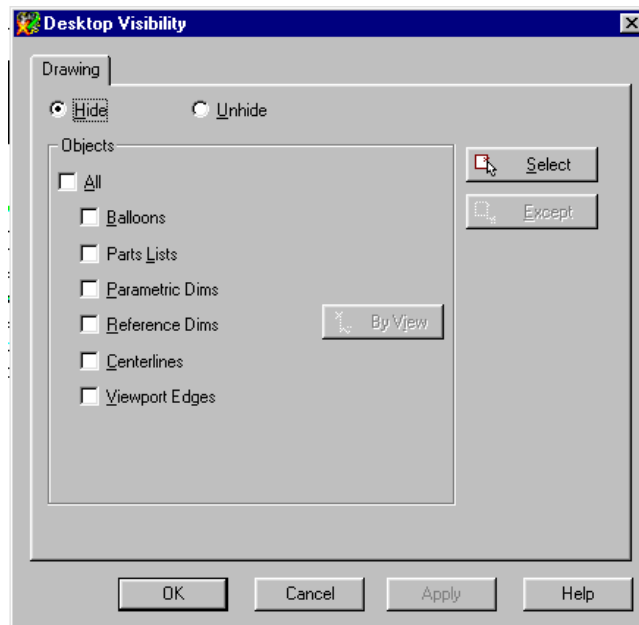 Desktop Visibility
Drawing
Hide
Unhide
Objects
All
Balloons
Parts Lists
Parametric Dims
Reference Dims
Centerlines
Viewport Edges
By View
Select
Except
OK
Cancel
Apply
Help